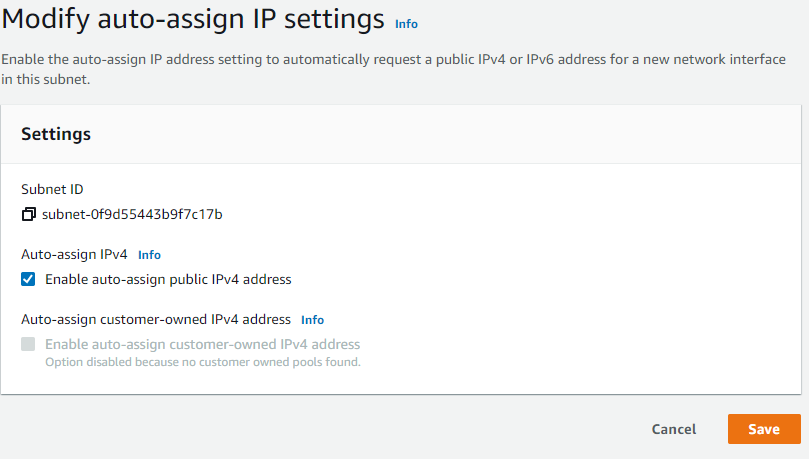 Modify auto-assign IP settings Info
Enable the auto-assign IP address setting to automatically request a public IPv4 or IPv6 address for a new network interface
in this subnet.
Settings
Subnet ID
subnet-0f9d55443b9f7c17b
Auto-assign IPv4 Info
Enable auto-assign public IPv4 address
Auto-assign customer-owned IPv4 address Info
Enable auto-assign customer-owned IPv4 address
Option disabled because no customer owned pools found.
Cancel Save